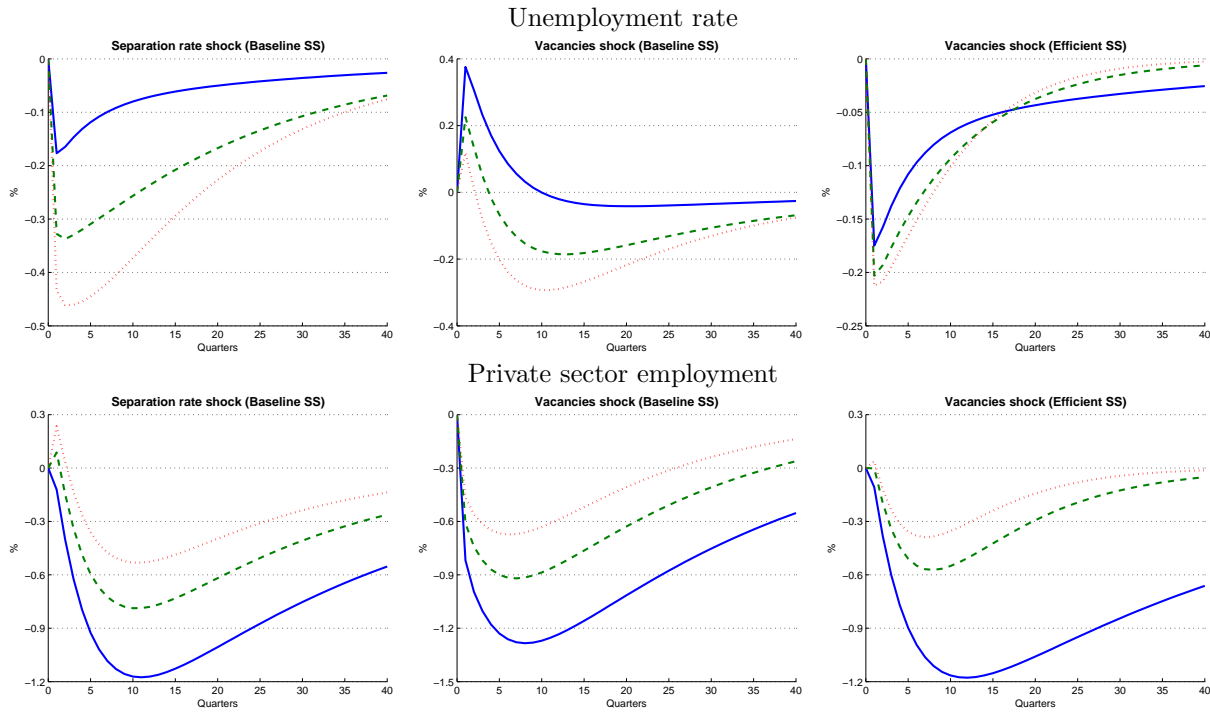 Unemployment rate
Separation rate shock (Baseline SS)
0
−0.1
−0.2
−0.3
−0.4
−0.5
%
0 5 10 15 20 25 30 35 40
Quarters
Vacancies shock (Baseline SS)
0.4
0.2
0
−0.2
−0.4
%
0 5 10 15 20 25 30 35 40
Quarters
Vacancies shock (Efficient SS)
0
−0.05
−0.1
−0.15
−0.2
−0.25
%
0 5 10 15 20 25 30 35 40
Quarters
Private sector employment
Separation rate shock (Baseline SS)
0.3
0
−0.3
−0.6
−0.9
−1.2
%
0 5 10 15 20 25 30 35 40
Quarters
Vacancies shock (Baseline SS)
0
−0.3
−0.6
−0.9
−1.2
−1.5
%
0 5 10 15 20 25 30 35 40
Quarters
Vacancies shock (Efficient SS)
0.3
0
−0.3
−0.6
−0.9
−1.2
%
0 5 10 15 20 25 30 35 40
Quarters